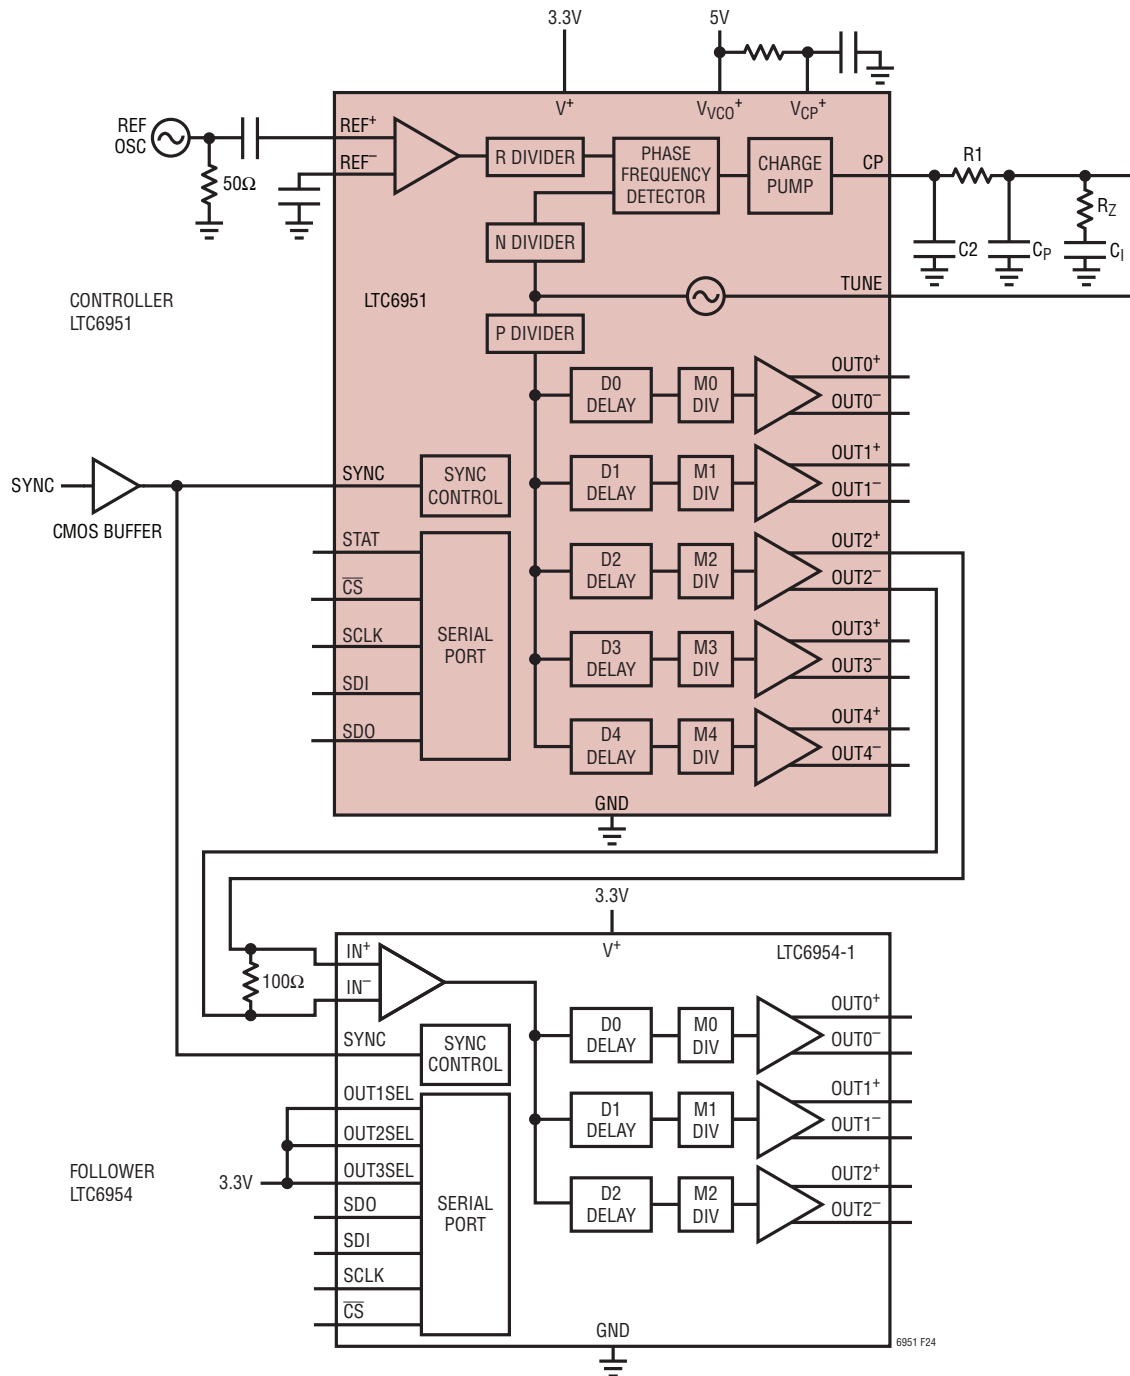 3.3V
5V
V+
VVCO+
VCP+
REF
OSC
50Ω
REF+
REF–
R DIVIDER
PHASE
FREQUENCY
DETECTOR
CHARGE
PUMP
CP
R1
RZ
C2
CP
CI
N DIVIDER
TUNE
CONTROLLER
LTC6951
LTC6951
P DIVIDER
D0
DELAY
M0
DIV
OUT0+
OUT0–
D1
DELAY
M1
DIV
OUT1+
OUT1–
SYNC
CMOS BUFFER
SYNC
SYNC
CONTROL
D2
DELAY
M2
DIV
OUT2+
OUT2–
STAT
CS
SCLK
SDI
SDO
SERIAL
PORT
D3
DELAY
M3
DIV
OUT3+
OUT3–
D4
DELAY
M4
DIV
OUT4+
OUT4–
GND
3.3V
V+
LTC6954-1
100Ω
IN+
IN–
SYNC
SYNC
CONTROL
D0
DELAY
M0
DIV
OUT0+
OUT0–
D1
DELAY
M1
DIV
OUT1+
OUT1–
D2
DELAY
M2
DIV
OUT2+
OUT2–
FOLLOWER
LTC6954
3.3V
OUT1SEL
OUT2SEL
OUT3SEL
SDO
SDI
SCLK
CS
SERIAL
PORT
GND
6951 F24